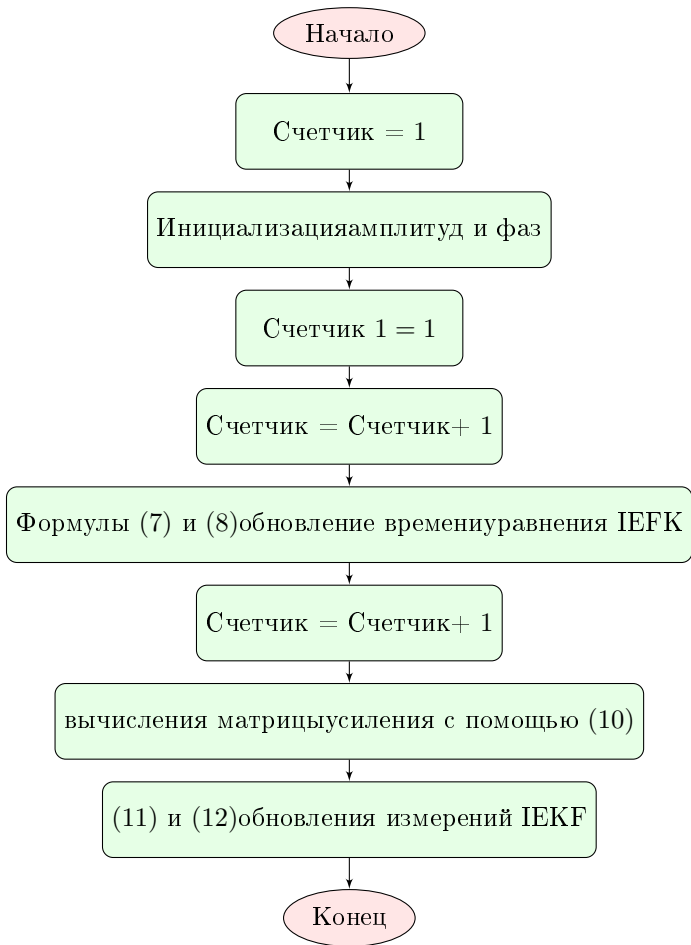 Начало
Счетчик = 1
Инициализацияамплитуд и фаз
Счетчик 1 = 1
Счетчик = Счетчик+ 1
Формулы (7) и (8)обновление времениуравнения IEFK
Счетчик = Счетчик+ 1
вычисления матрицыусиления с помощью (10)
(11) и (12)обновления измерений IEKF
Конец